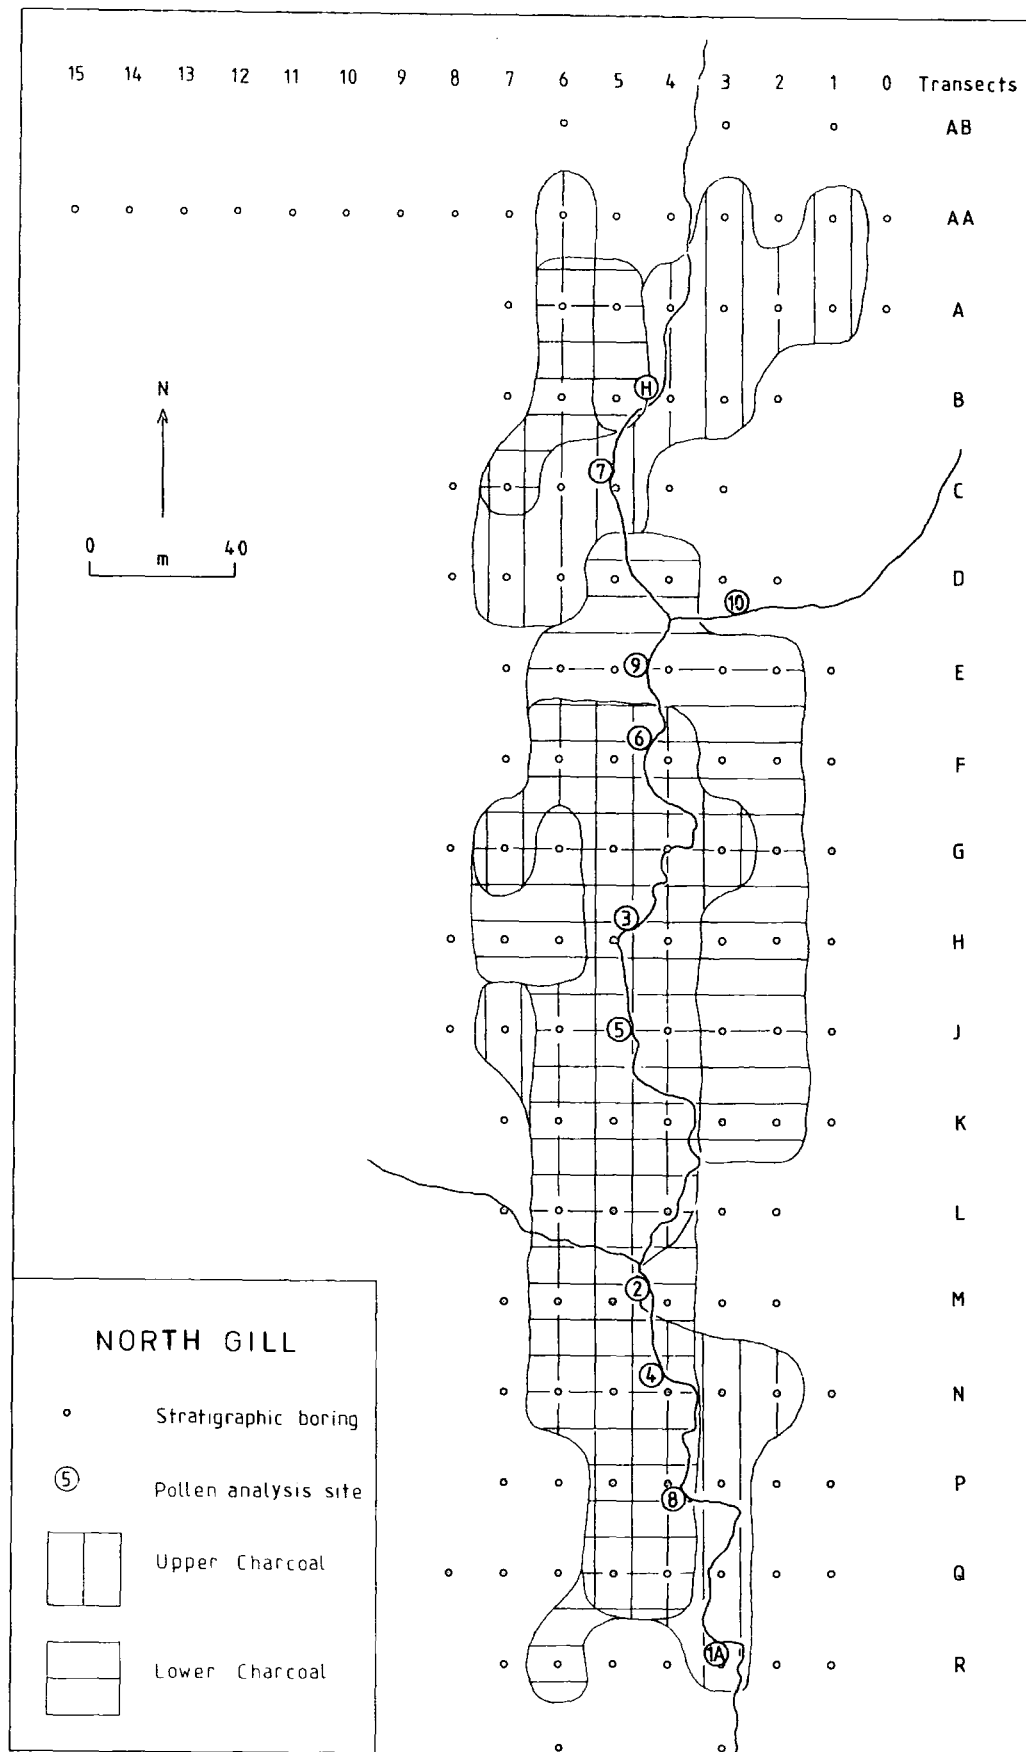 15 14 13 12 11 10 9 8 7 6 5 4 3 2 1 0 Transects
AB
AA
A
N
H
B
7
C
0 40
m
D
10
9
E
6
F
G
3
H
5
J
K
L
2
M
NORTH GILL
4
N
Stratigraphic boring
5 Pollen analysis site
8
P
Upper Charcoal
Q
Lower Charcoal
1A
R